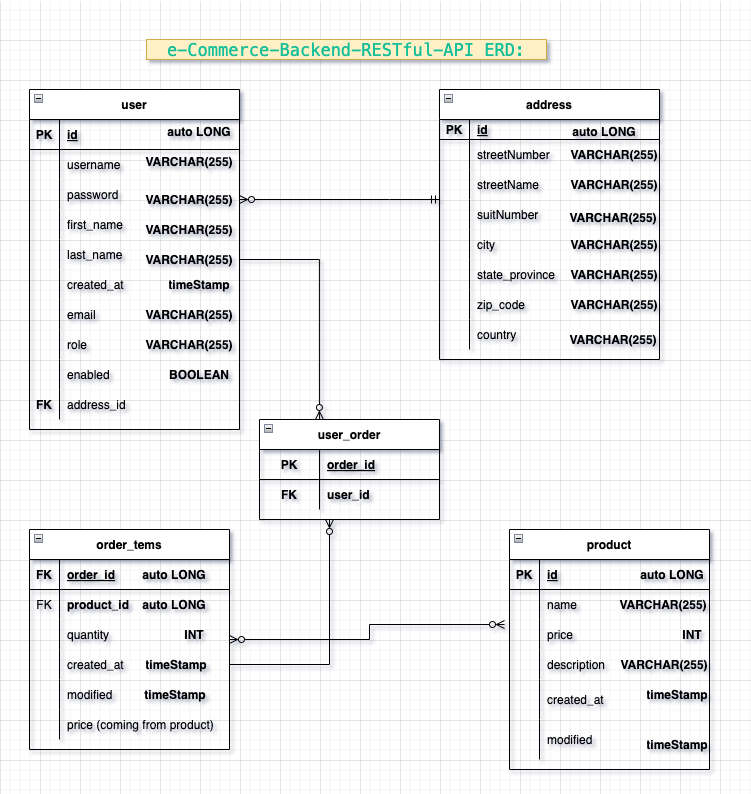 e-Commerce-Backend-RESTful-API ERD:
user
PK id auto LONG
username VARCHAR(255)
password VARCHAR(255)
first_name VARCHAR(255)
last_name VARCHAR(255)
created_at timeStamp
email VARCHAR(255)
role VARCHAR(255)
enabled BOOLEAN
FK address_id
address
PK id auto LONG
streetNumber VARCHAR(255)
streetName VARCHAR(255)
suitNumber VARCHAR(255)
city VARCHAR(255)
state_province VARCHAR(255)
zip_code VARCHAR(255)
country VARCHAR(255)
user_order
PK order_id
FK user_id
order_tems
FK order_id auto LONG
FK product_id auto LONG
quantity INT
created_at timeStamp
modified timeStamp
price (coming from product)
product
PK id auto LONG
name VARCHAR(255)
price INT
description VARCHAR(255)
created_at timeStamp
modified timeStamp